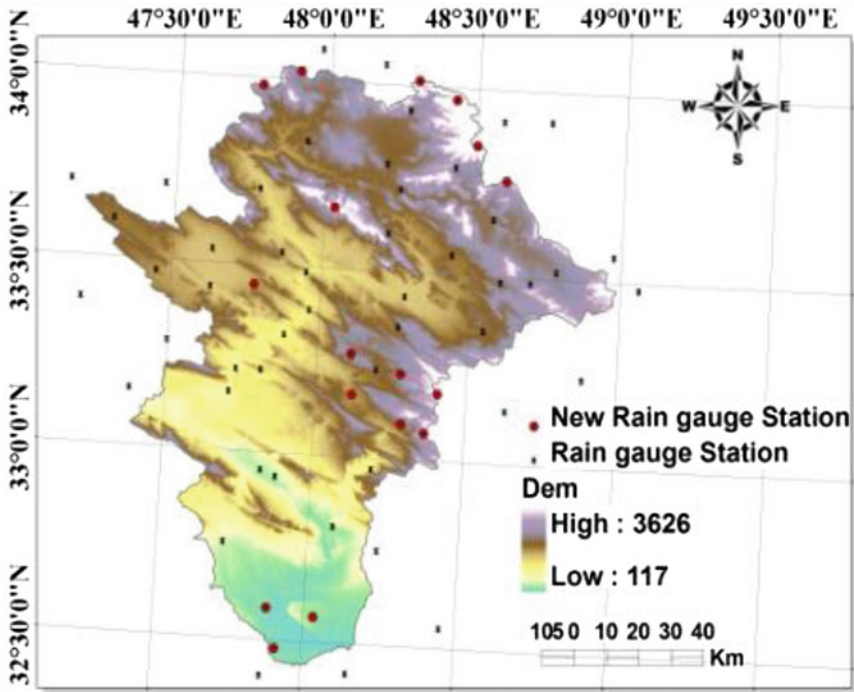 47°30'0"E 48°0'0"E 48°30'0"E 49°0'0"E 49°30'0"E
34°0'0"N
33°30'0"N
33°0'0"N
32°30'0"N
N
W E
S
New Rain gauge Station
Rain gauge Station
Dem
High : 3626
Low : 117
105 0 10 20 30 40
Km